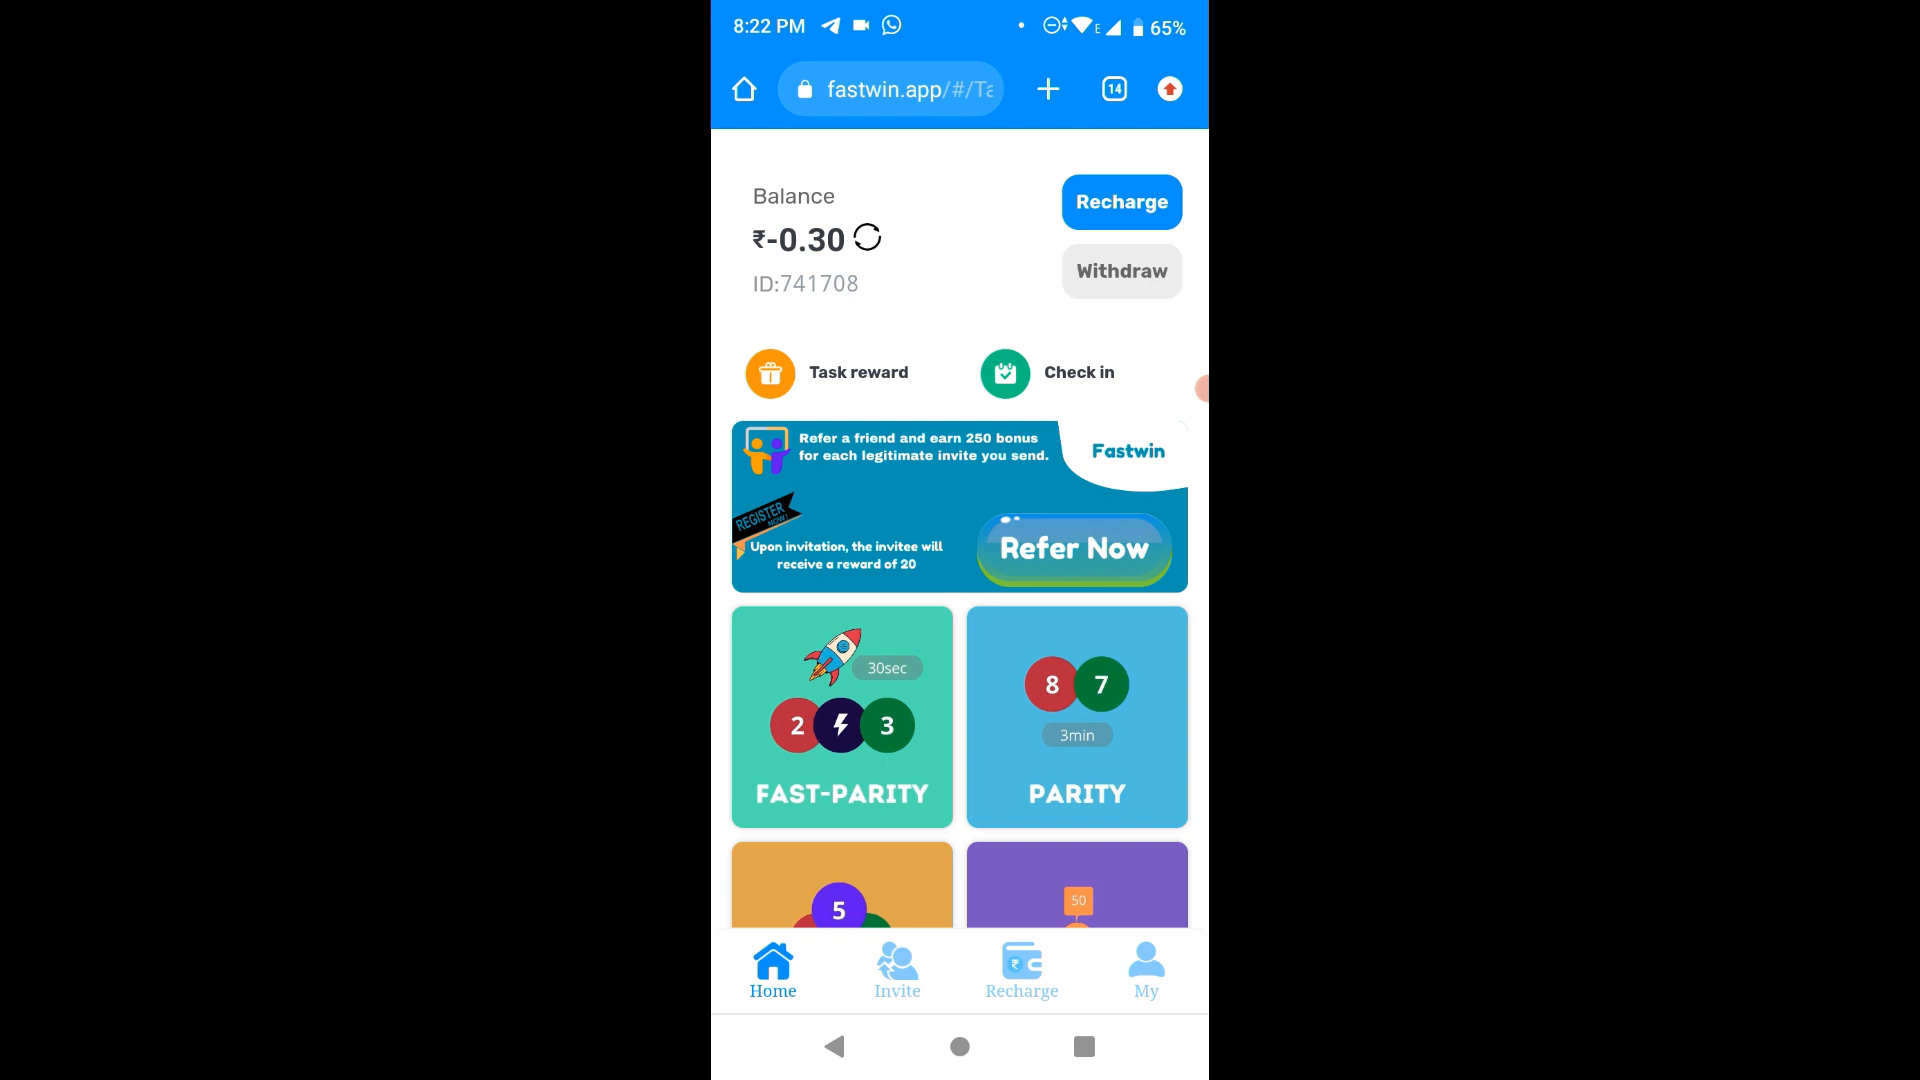 8:22 PM
E
65%
fastwin.app/#/Ta
14
Balance
₹-0.30
ID:741708
Recharge
Withdraw
Task reward
Check in
Refer a friend and earn 250 bonus
for each legitimate invite you send.
Fastwin
REGISTER
NOW!
Upon invitation, the invitee will
receive a reward of 20
Refer Now
30sec
2
3
FAST-PARITY
8
7
3min
PARITY
5
50
Home
Invite
₹
Recharge
My